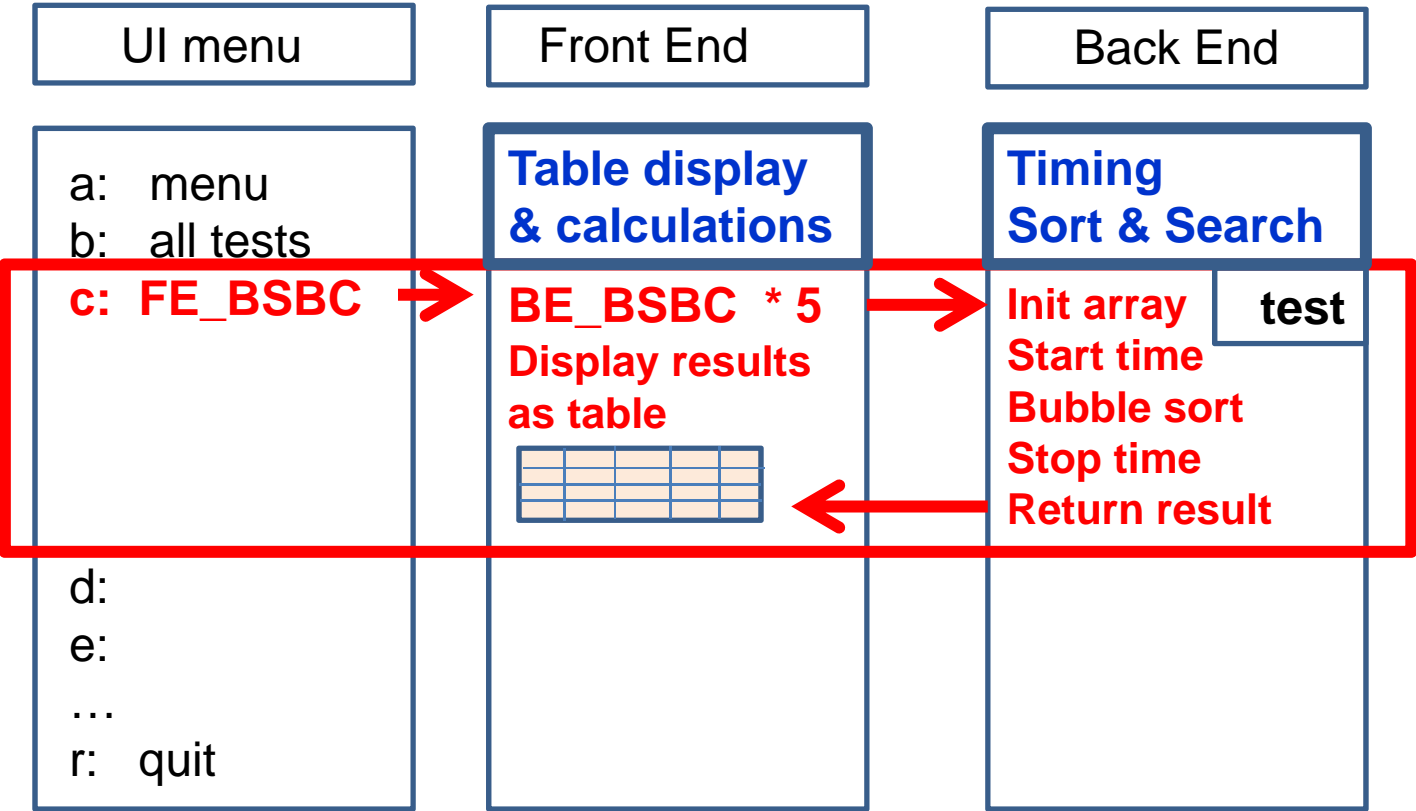 UI menu
Front End
Back End
a: menu
b: all tests
c: FE_BSBC
d:
e:
…
r: quit
Table display
& calculations
BE_BSBC * 5
Display results
as table
Timing
Sort & Search
test
Init array
Start time
Bubble sort
Stop time
Return result